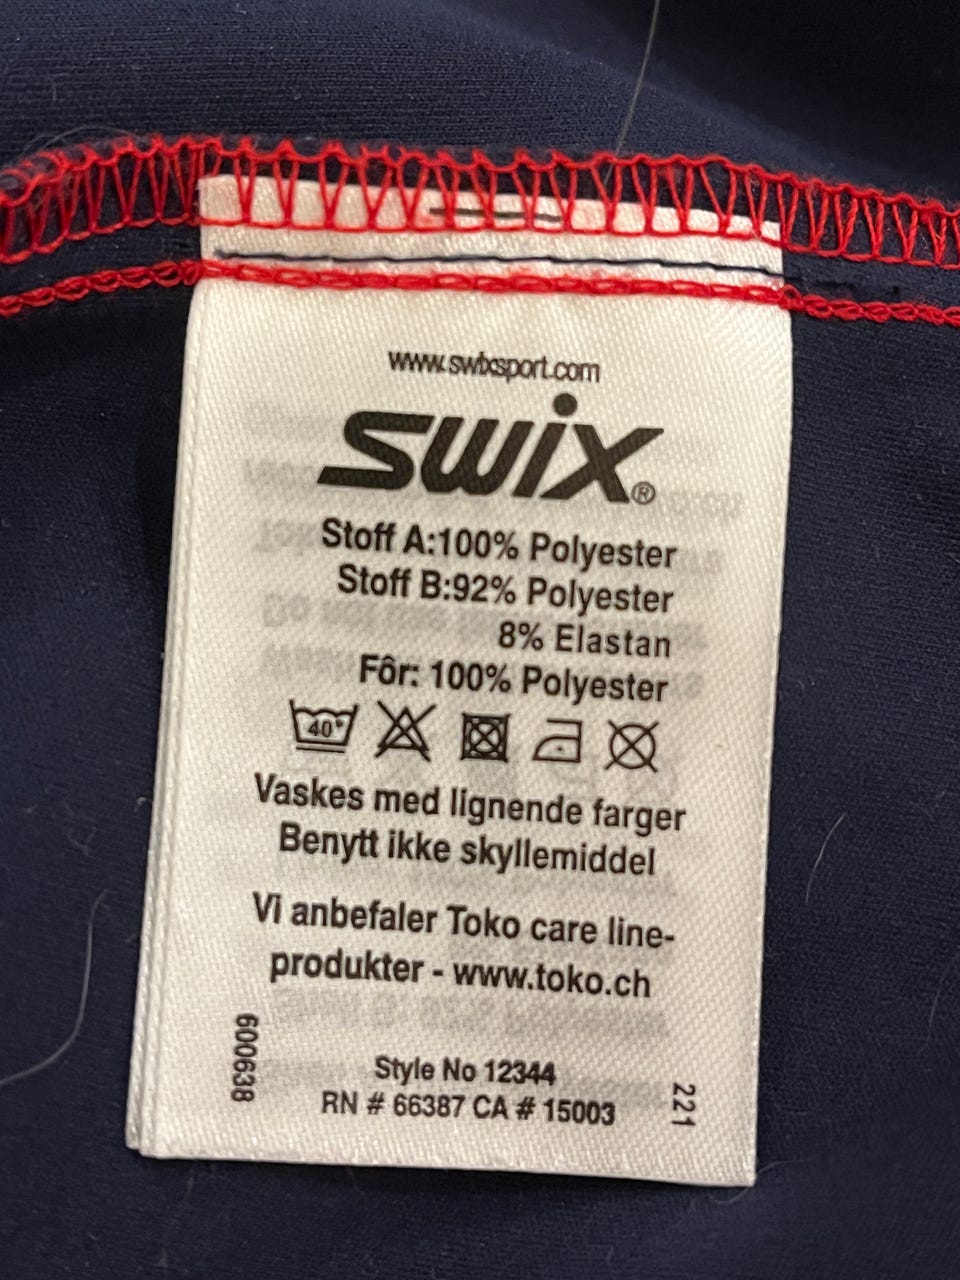 www.swixsport.com
SWIX®
Stoff A:100% Polyester
Stoff B:92% Polyester
8% Elastan
Fôr: 100% Polyester
40°
Vaskes med lignende farger
Benytt ikke skyllemiddel
Vi anbefaler Toko care line-
produkter - www.toko.ch
600638
Style No 12344
RN # 66387 CA # 15003
221